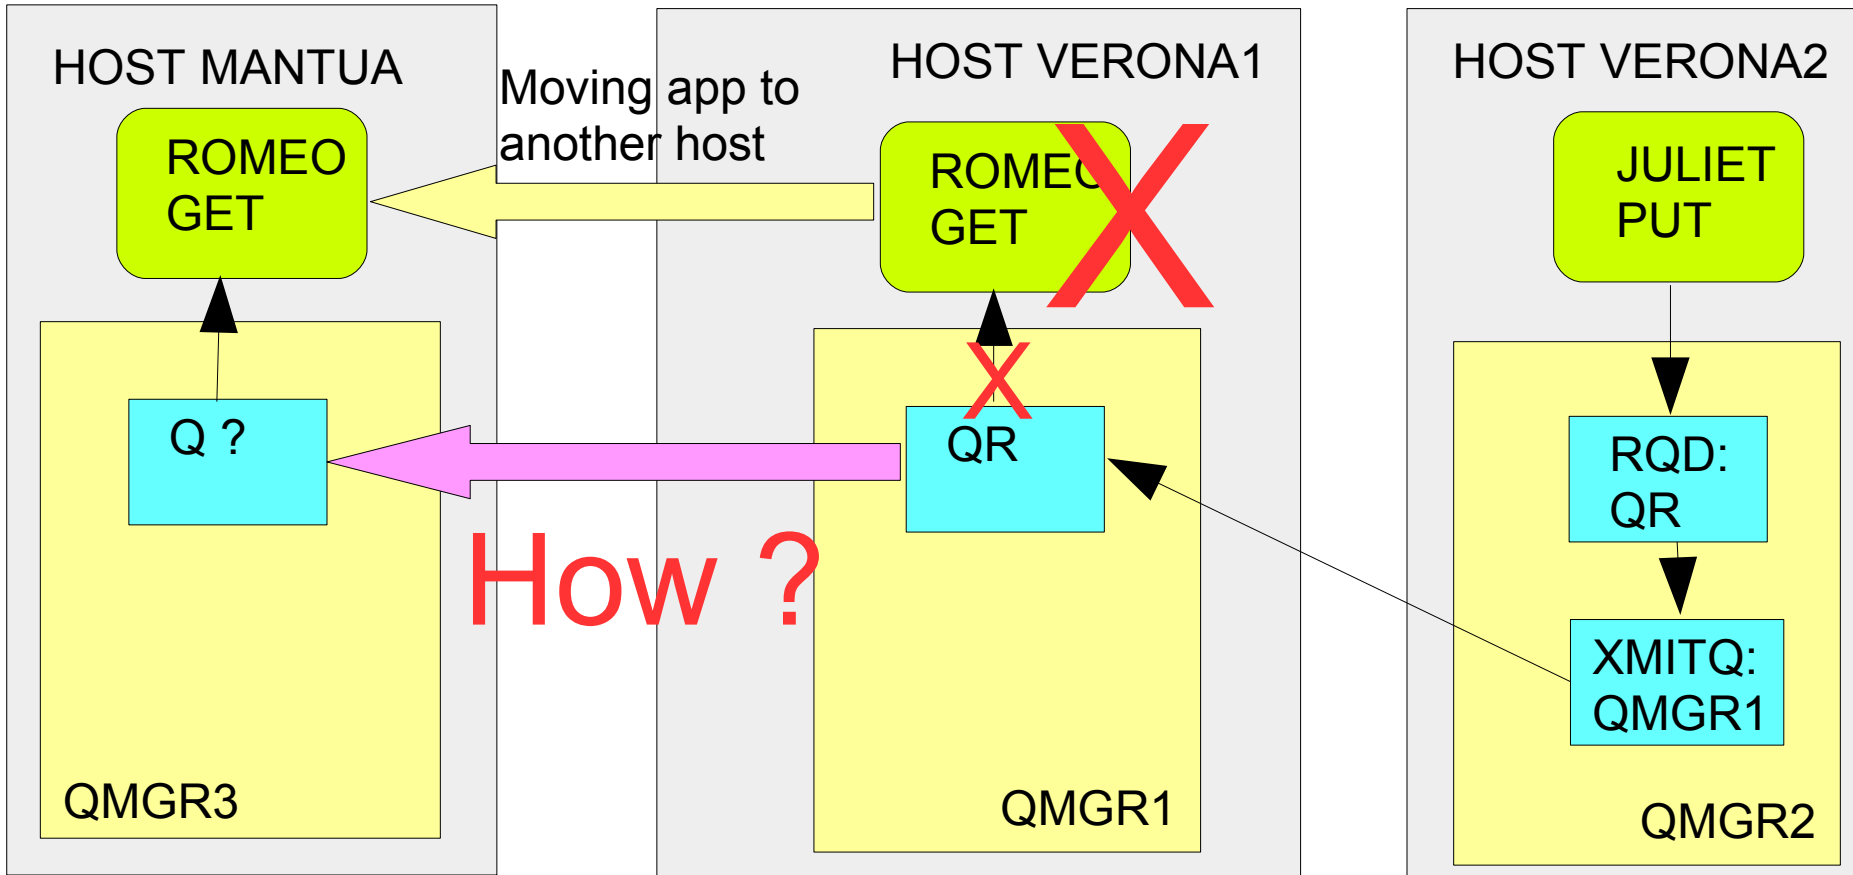 HOST MANTUA
ROMEO
GET
Q ?
QMGR3
Moving app to
another host
How ?
HOST VERONA1
ROMEO
GET
X
X
QR
QMGR1
HOST VERONA2
JULIET
PUT
RQD:
QR
XMITQ:
QMGR1
QMGR2